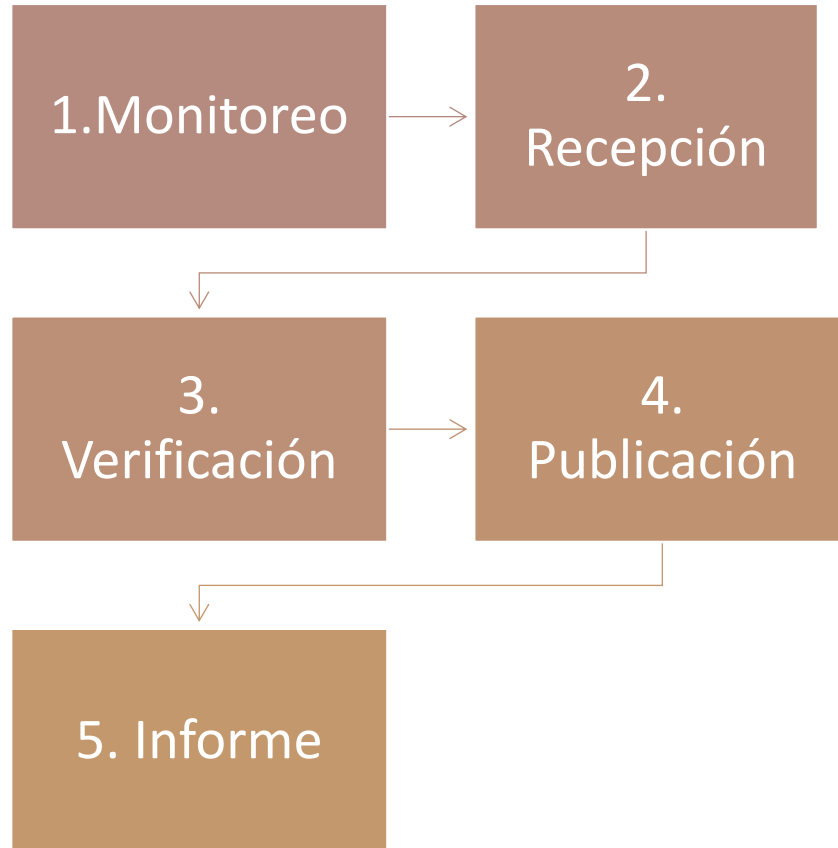 1.Monitoreo
2.
Recepción
3.
Verificación
4.
Publicación
5. Informe